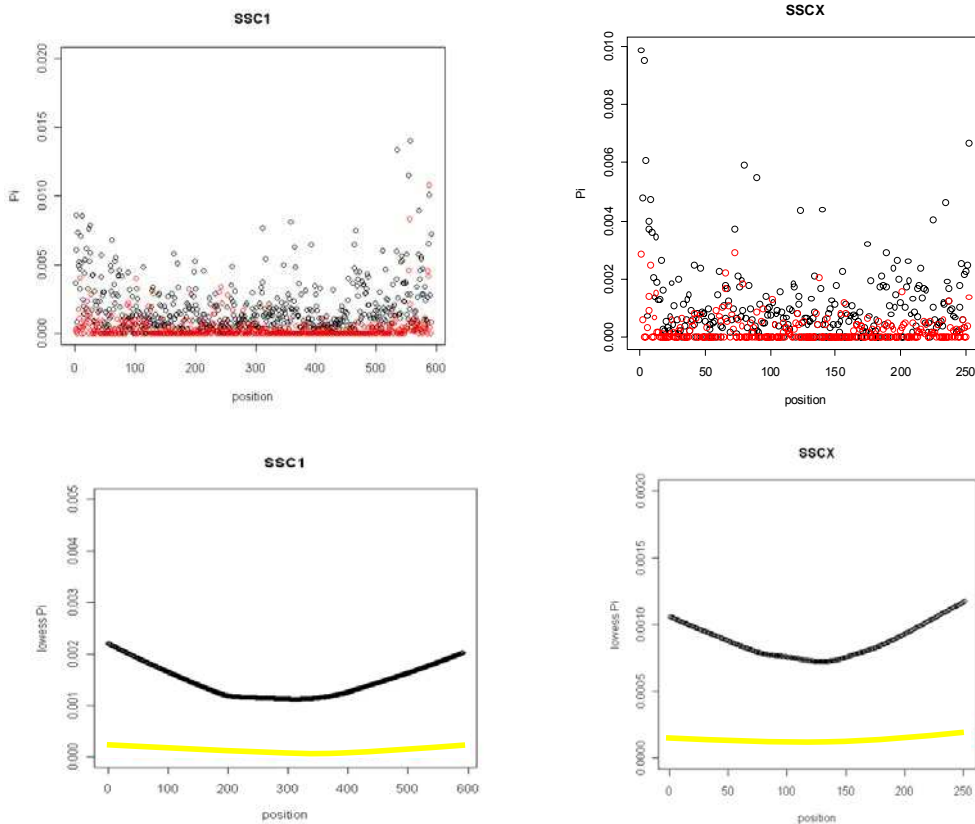 SSC1
Pi
0.020
0.015
0.010
0.005
0.000
0 100 200 300 400 500 600
position
SSCX
Pi
0.010
0.008
0.006
0.004
0.002
0.000
0 50 100 150 200 250
position
SSC1
lowess Pi
0.005
0.004
0.003
0.002
0.001
0.000
0 100 200 300 400 500 600
position
SSCX
lowess Pi
0.0020
0.0015
0.0010
0.0005
0.0000
0 50 100 150 200 250
position